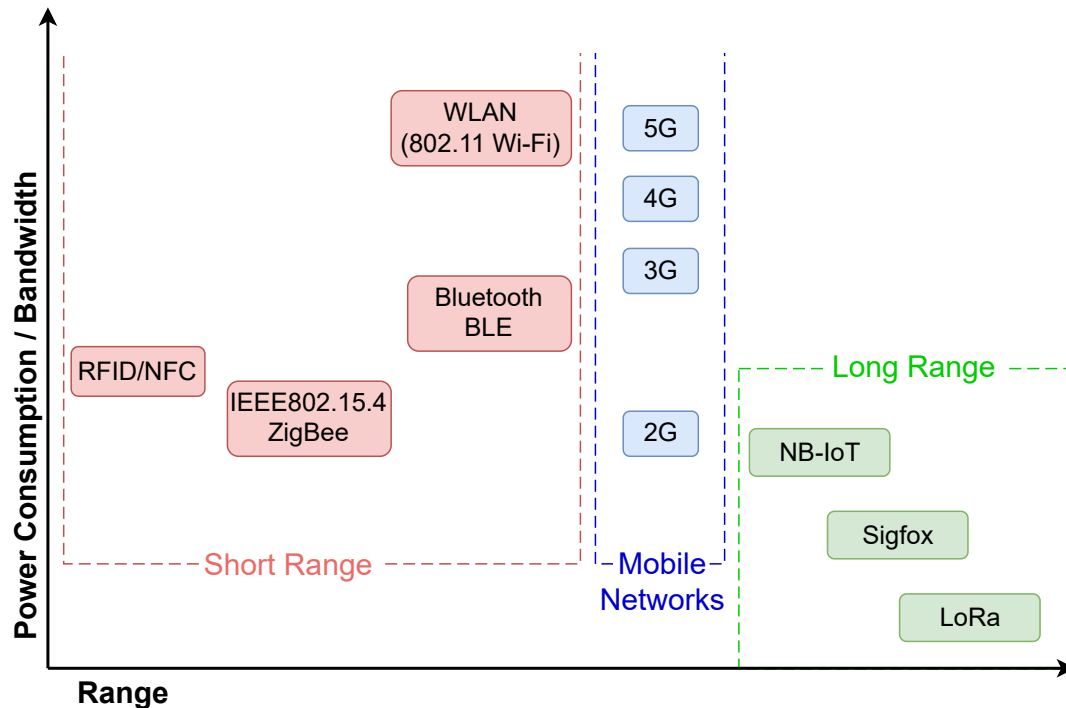 Power Consumption / Bandwidth
WLAN
(802.11 Wi-Fi)
5G
4G
3G
Bluetooth
BLE
RFID/NFC
IEEE802.15.4
ZigBee
2G
Long Range
NB-IoT
Sigfox
LoRa
Short Range
Mobile
Networks
Range